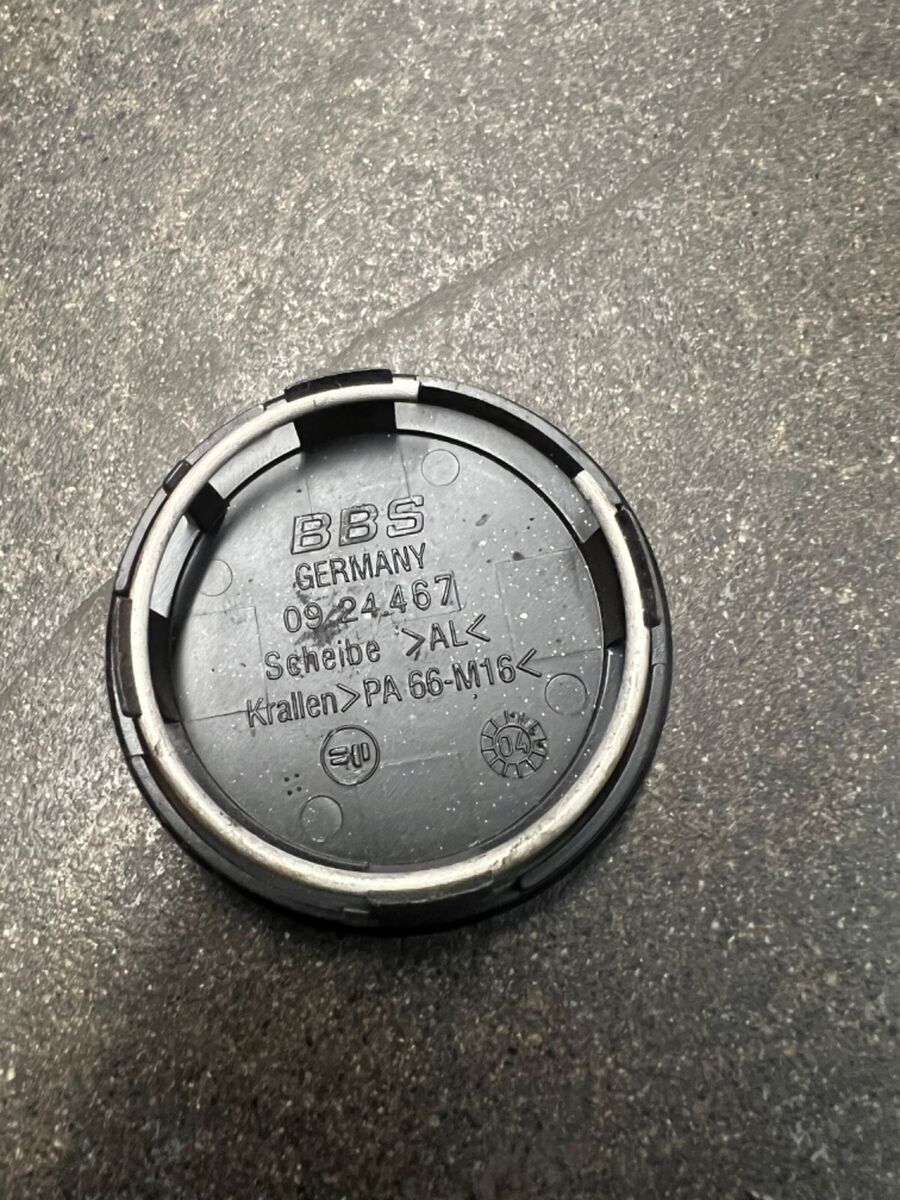 BBS
GERMANY
09 24 467
Scheibe >AL<
Krallen>PA 66-M16<
04